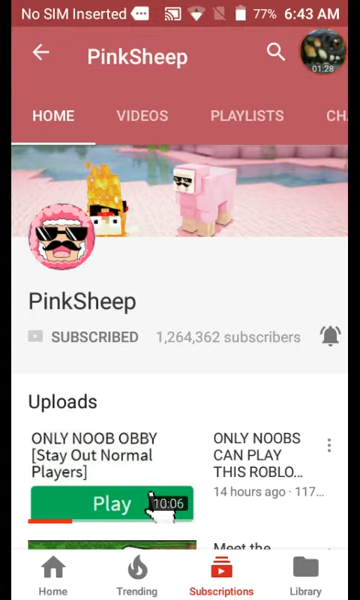 No SIM Inserted 77% 6:43 AM
PinkSheep
01:28
HOME VIDEOS PLAYLISTS CH
PinkSheep
SUBSCRIBED 1,264,362 subscribers
Uploads
ONLY NOOB OBBY
[Stay Out Normal
Players]
Play
10:06
ONLY NOOBS
CAN PLAY
THIS ROBLO...
14 hours ago · 117...
Meet the
Home Trending Subscriptions Library